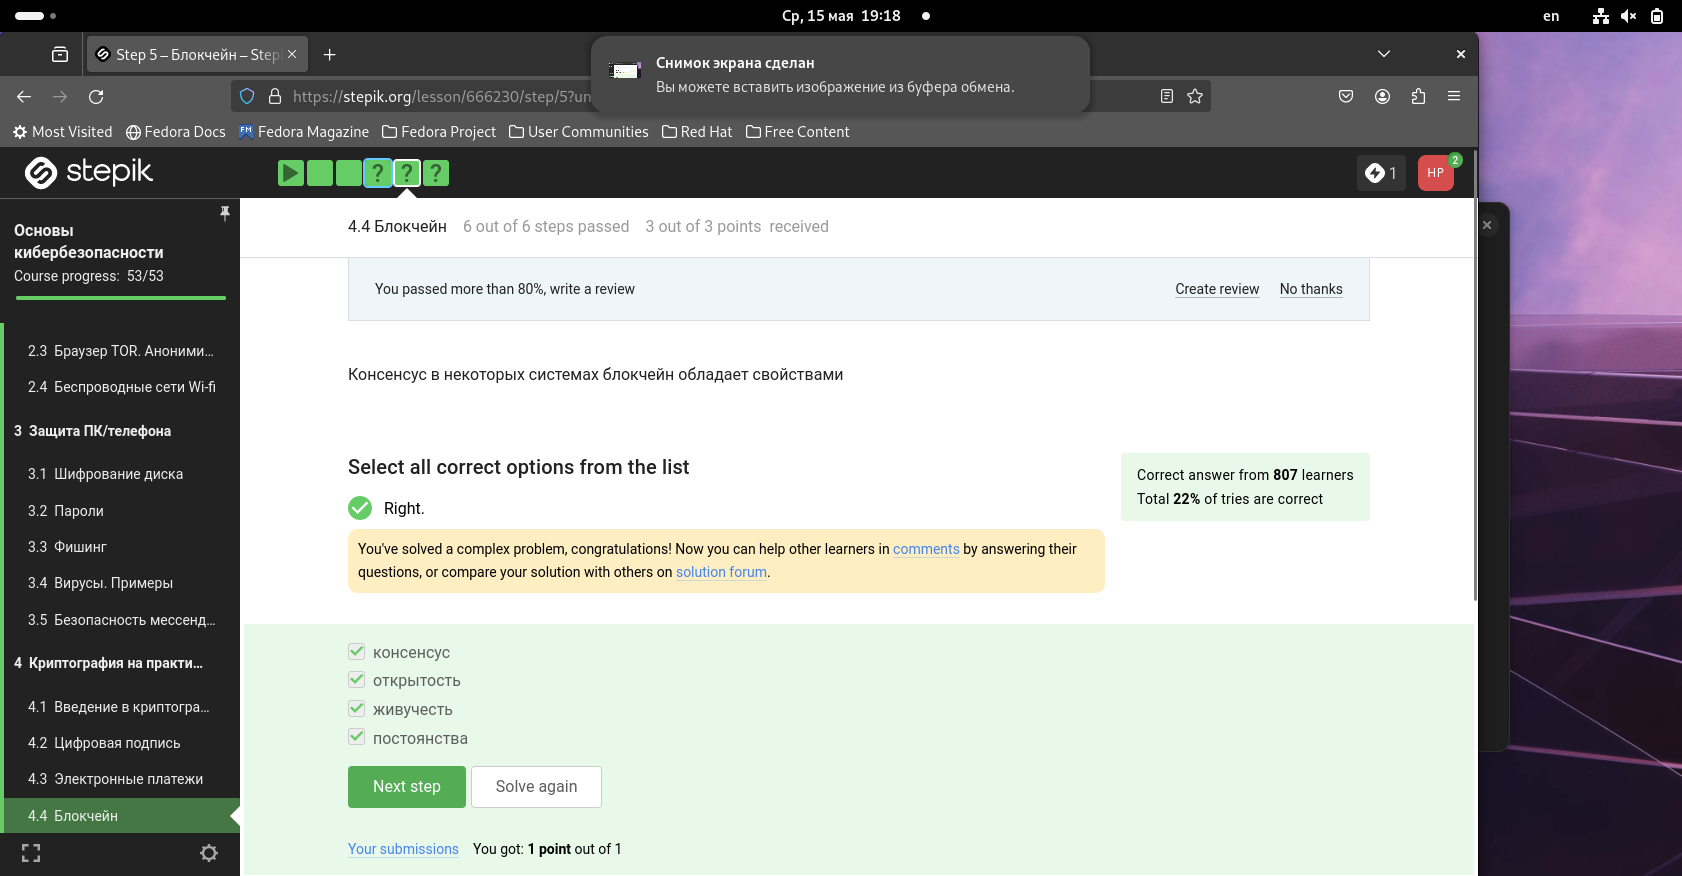 Ср, 15 мая 19:18
en
Step 5 – Блокчейн – Step
Снимок экрана сделан
Вы можете вставить изображение из буфера обмена.
https://stepik.org/lesson/666230/step/5?un
Most Visited Fedora Docs Fedora Magazine Fedora Project User Communities Red Hat Free Content
stepik
? ? ?
1
HP
2
Основы
кибербезопасности
Course progress: 53/53
2.3 Браузер TOR. Аноними...
2.4 Беспроводные сети Wi-fi
3 Защита ПК/телефона
3.1 Шифрование диска
3.2 Пароли
3.3 Фишинг
3.4 Вирусы. Примеры
3.5 Безопасность мессенд...
4 Криптография на практи...
4.1 Введение в криптогра...
4.2 Цифровая подпись
4.3 Электронные платежи
4.4 Блокчейн
4.4 Блокчейн 6 out of 6 steps passed 3 out of 3 points received
You passed more than 80%, write a review
Create review No thanks
Консенсус в некоторых системах блокчейн обладает свойствами
Select all correct options from the list
Right.
You've solved a complex problem, congratulations! Now you can help other learners in comments by answering their
questions, or compare your solution with others on solution forum.
Correct answer from 807 learners
Total 22% of tries are correct
консенсус
открытость
живучесть
постоянства
Next step Solve again
Your submissions You got: 1 point out of 1